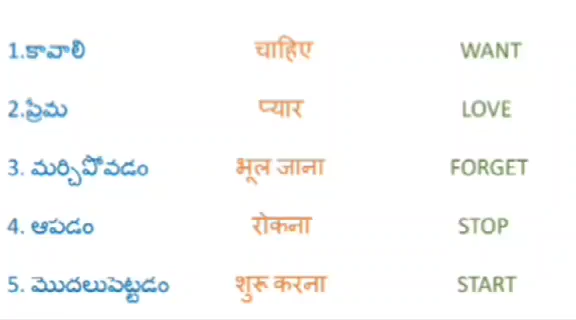 1.కావాలి चाहिए WANT
2.ప్రేమ प्यार LOVE
3. మర్చిపోవడం भूल जाना FORGET
4. ఆపడం रोकना STOP
5. మొదలుపెట్టడం शुरू करना START